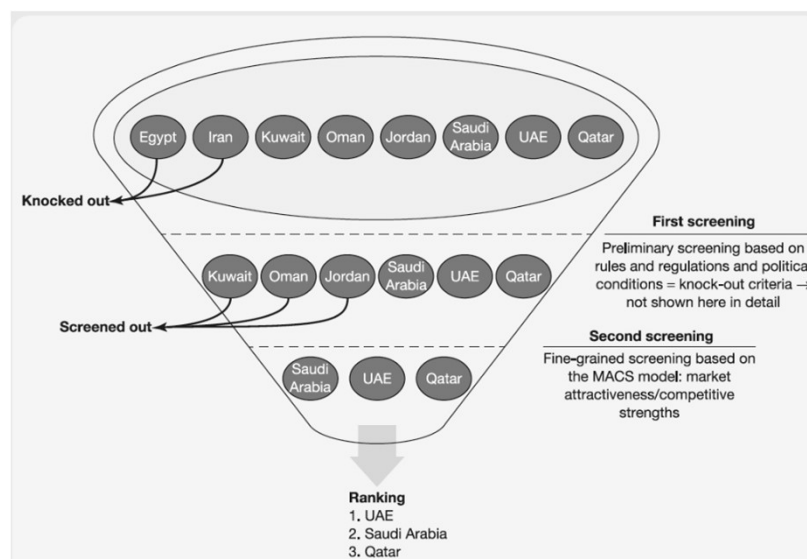 Egypt
Iran
Kuwait
Oman
Jordan
Saudi
Arabia
UAE
Qatar
Knocked out
First screening
Preliminary screening based on
rules and regulations and political
conditions = knock-out criteria →
not shown here in detail
Kuwait
Oman
Jordan
Saudi
Arabia
UAE
Qatar
Screened out
Second screening
Fine-grained screening based on
the MACS model: market
attractiveness/competitive
strengths
Saudi
Arabia
UAE
Qatar
Ranking
1. UAE
2. Saudi Arabia
3. Qatar